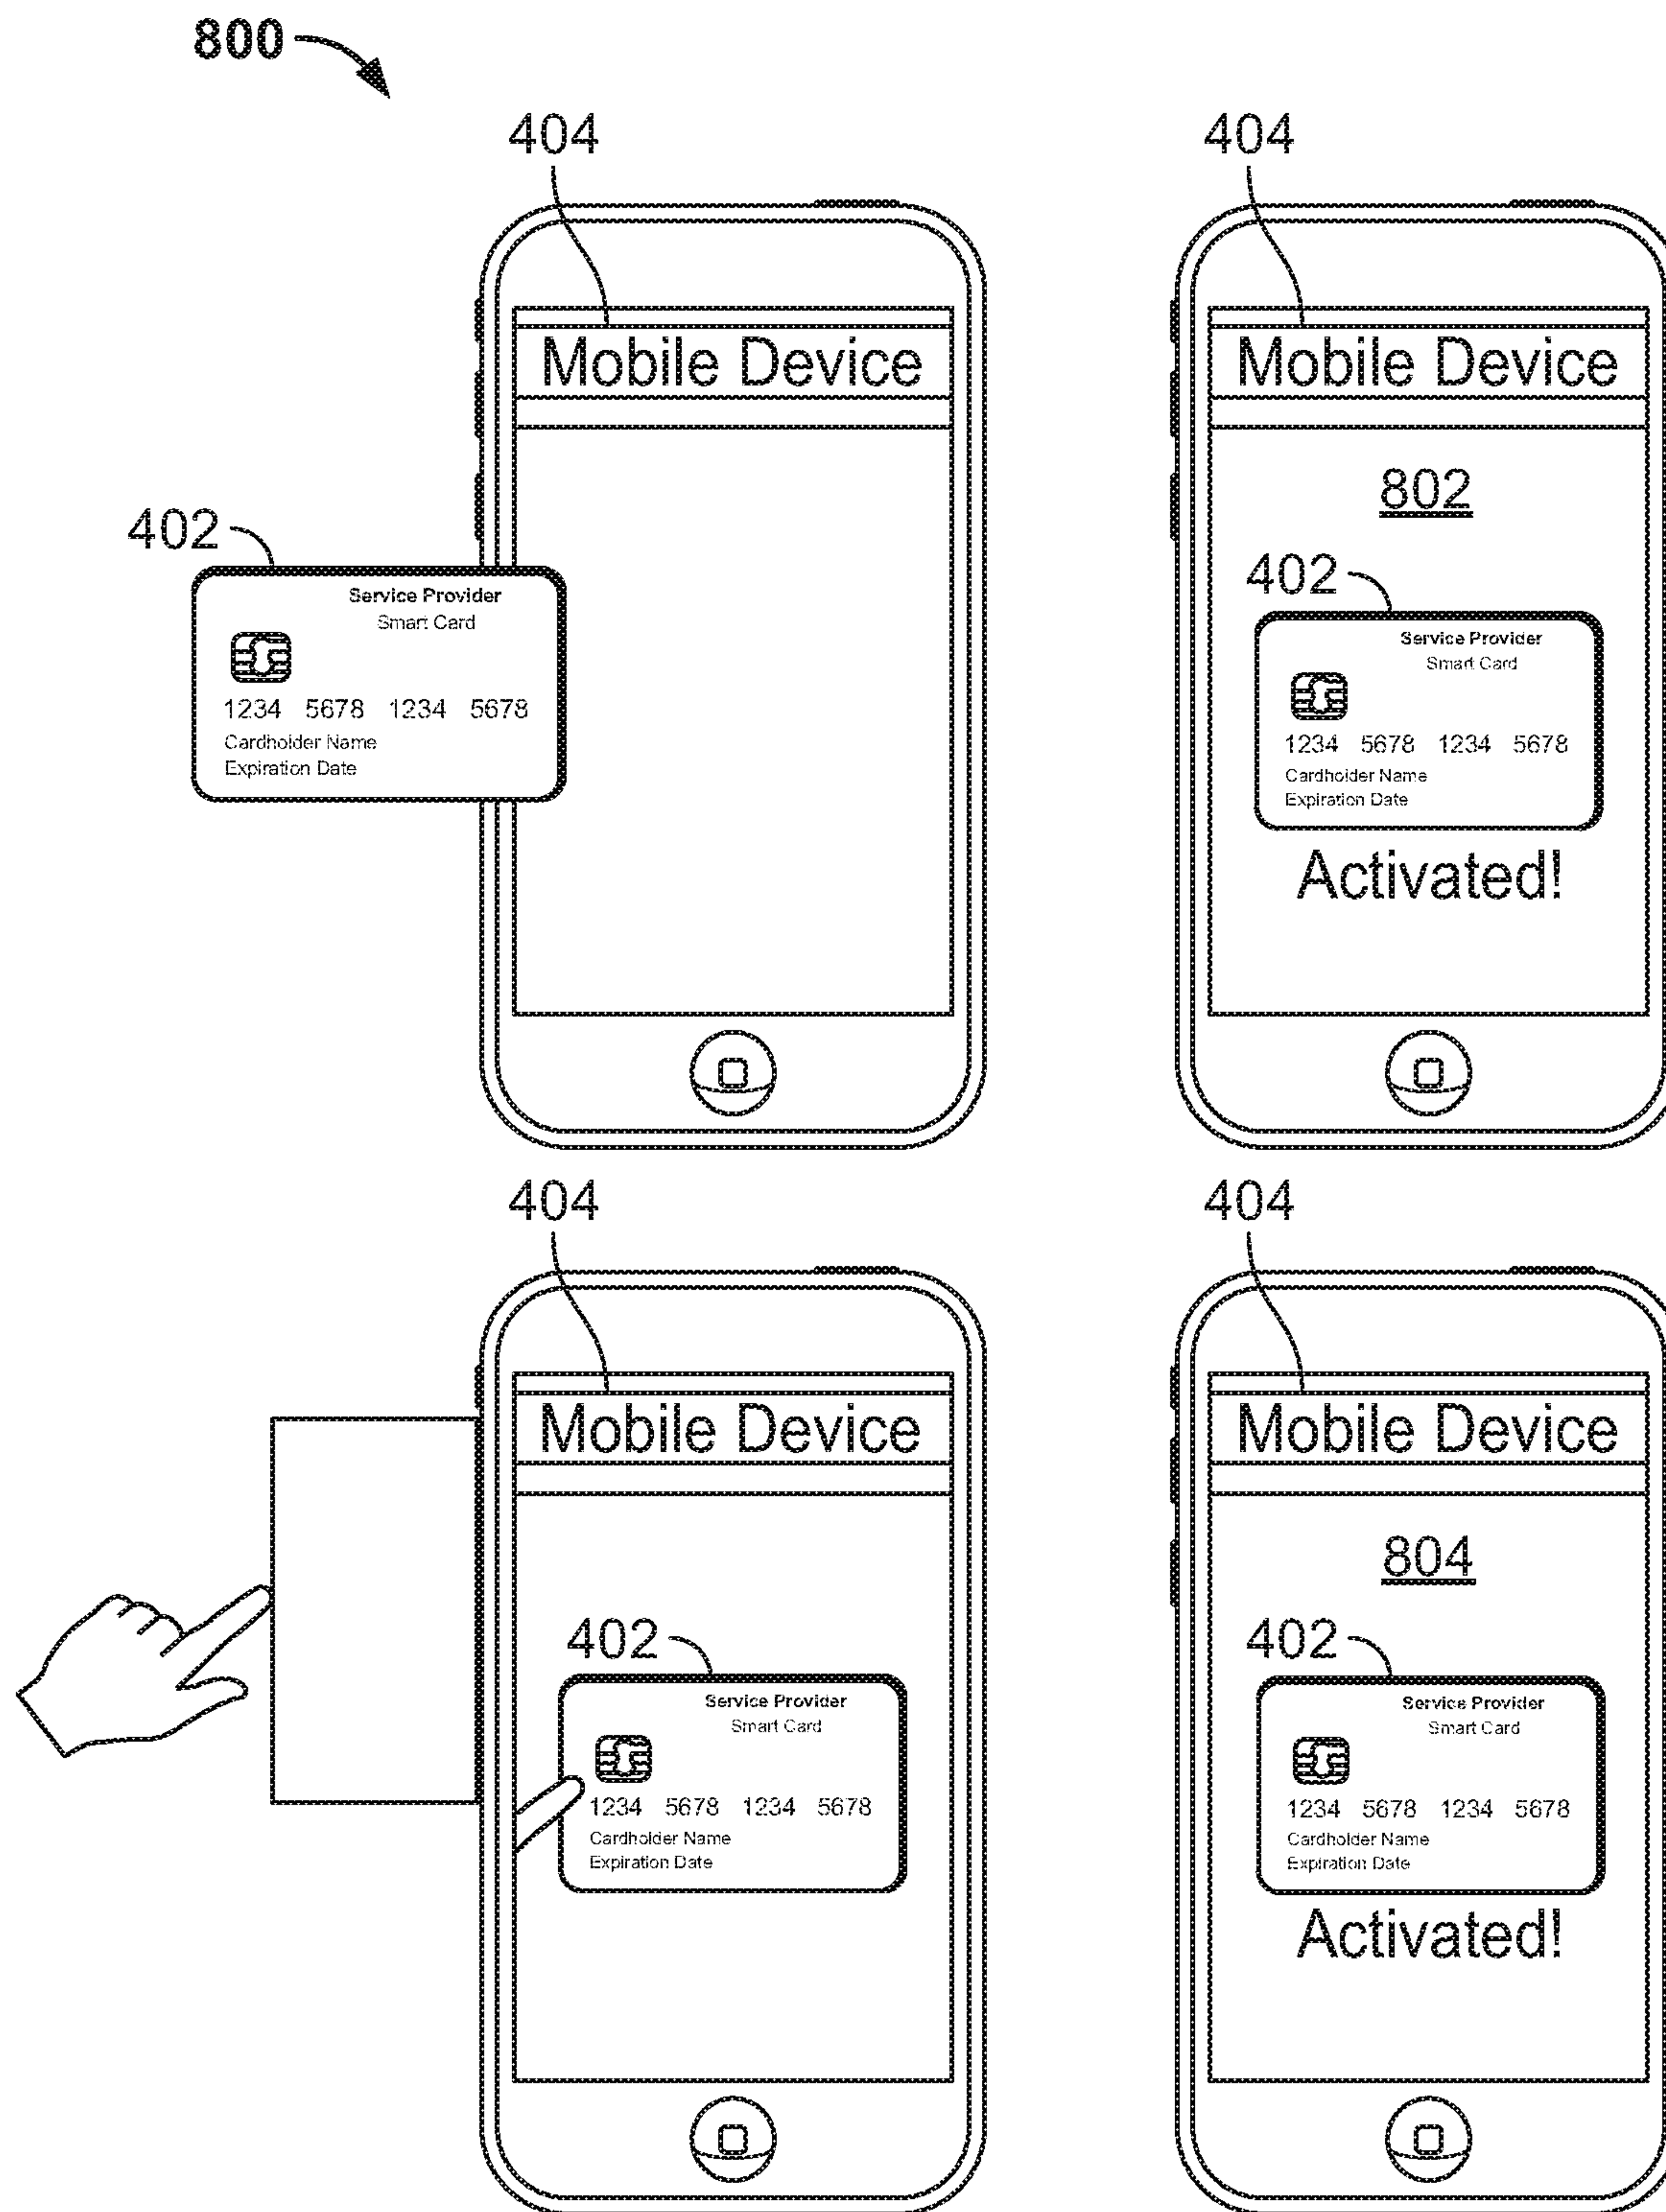 800
404
Mobile Device
402
Service Provider
Smart Card
1234 5678 1234 5678
Cardholder Name
Expiration Date
404
Mobile Device
802
402
Service Provider
Smart Card
1234 5678 1234 5678
Cardholder Name
Expiration Date
Activated!
404
Mobile Device
402
Service Provider
Smart Card
1234 5678 1234 5678
Cardholder Name
Expiration Date
404
Mobile Device
804
402
Service Provider
Smart Card
1234 5678 1234 5678
Cardholder Name
Expiration Date
Activated!